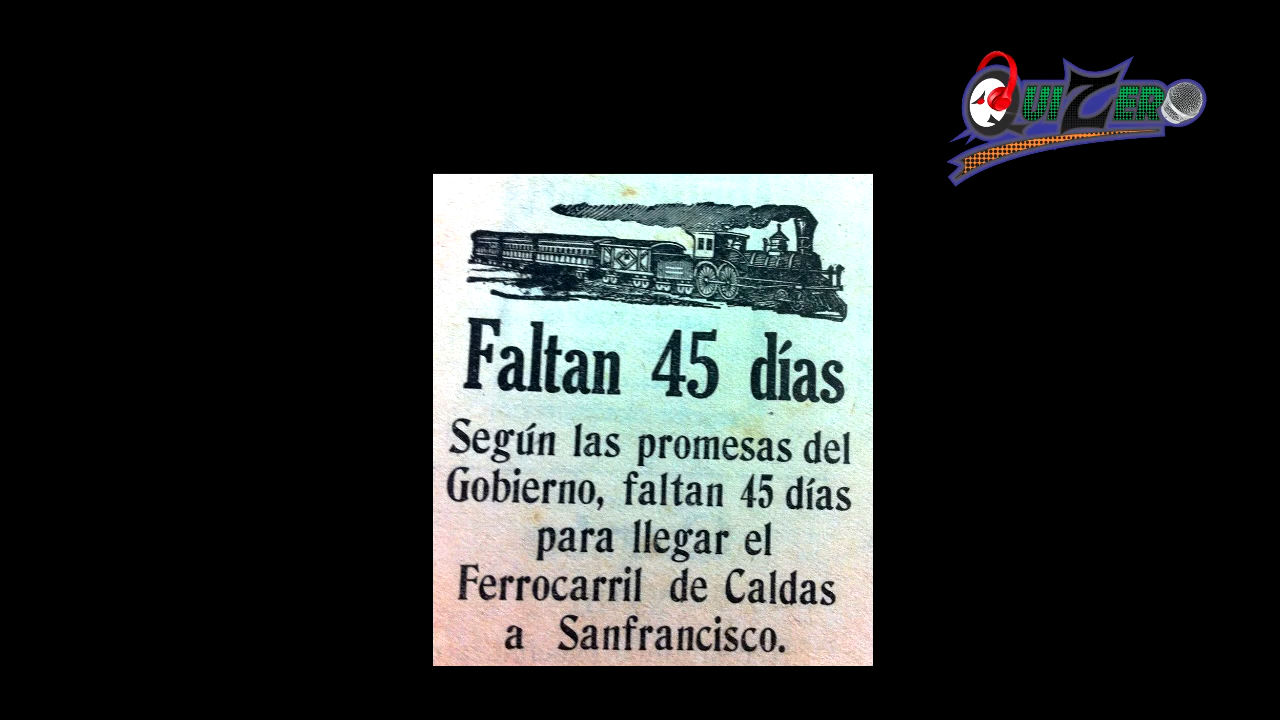 QUIZERO
Faltan 45 días
Según las promesas del
Gobierno, faltan 45 días
para llegar el
Ferrocarril de Caldas
a Sanfrancisco.